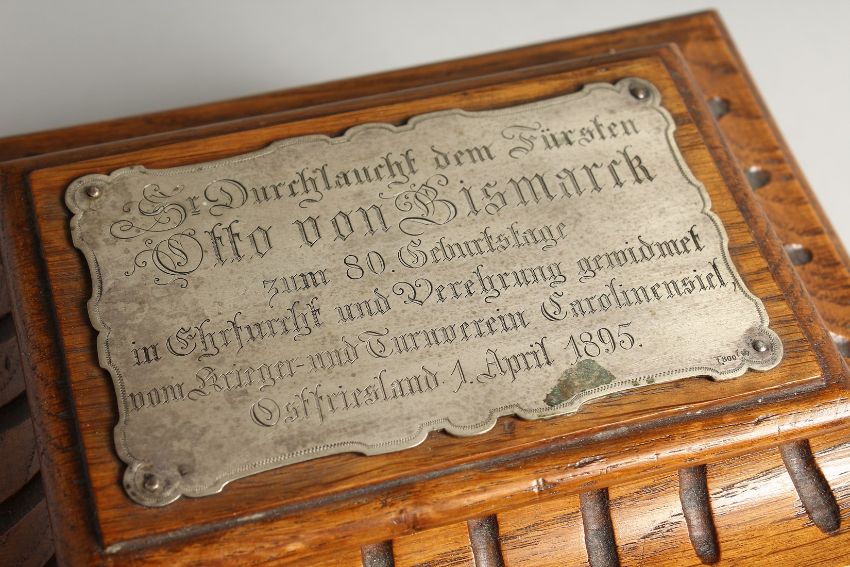 Sr Durchlaucht dem Fürsten
Otto von Bismarck
zum 80. Geburtstage
in Ehrfurcht und Verehrung gewidmet
vom Krieger- und Turnverein Carolinensiel,
Ostfriesland 1. April 1895.